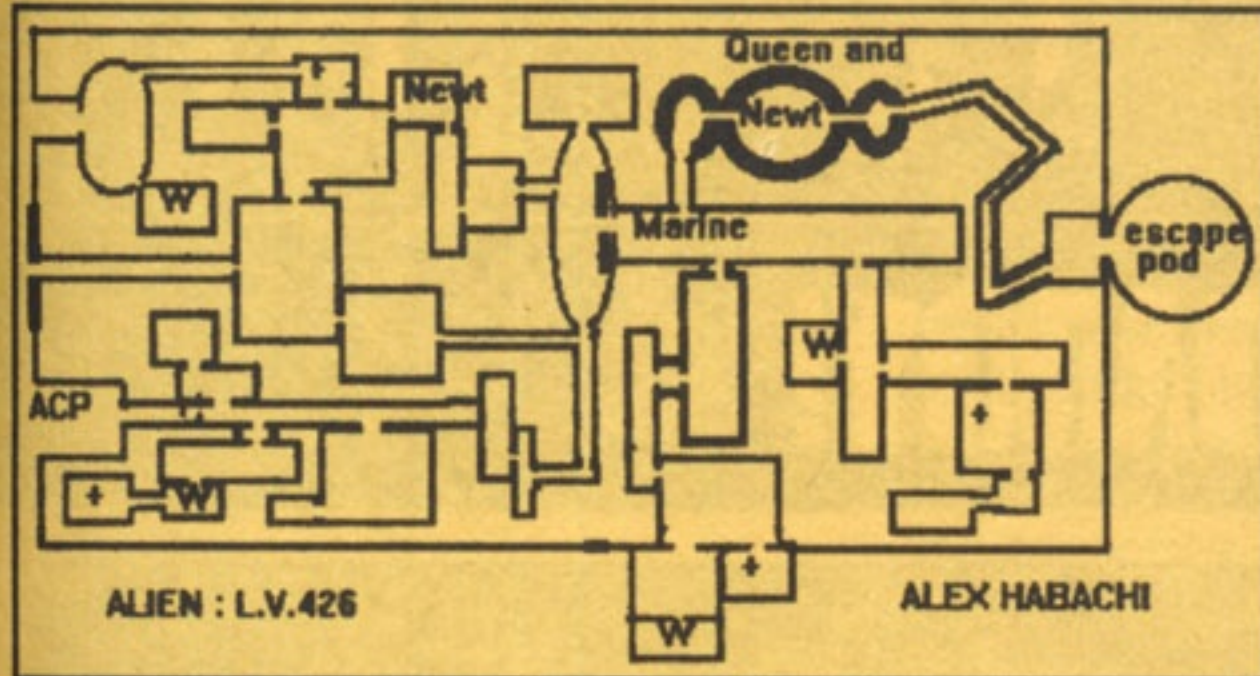 Queen and
+
Newt
Newt
W
Marine
escape
pod
W
ACP
+
+
+
W
+
ALIEN : L.V.426
ALEX HABACHI
W